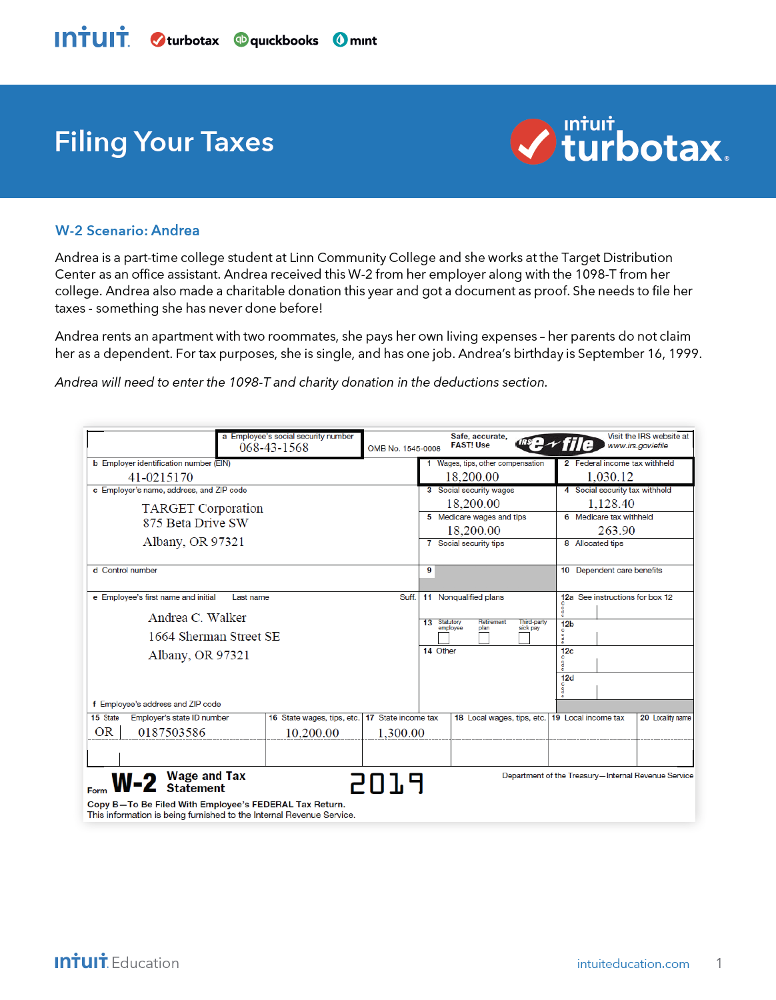 intuit. turbotax quickbooks mint
Filing Your Taxes
intuit turbotax®
W-2 Scenario: Andrea
Andrea is a part-time college student at Linn Community College and she works at the Target Distribution
Center as an office assistant. Andrea received this W-2 from her employer along with the 1098-T from her
college. Andrea also made a charitable donation this year and got a document as proof. She needs to file her
taxes - something she has never done before!
Andrea rents an apartment with two roommates, she pays her own living expenses – her parents do not claim
her as a dependent. For tax purposes, she is single, and has one job. Andrea’s birthday is September 16, 1999.
Andrea will need to enter the 1098-T and charity donation in the deductions section.
a Employee’s social security number
068-43-1568
OMB No. 1545-0008
Safe, accurate,
FAST! Use
IRS e-file
Visit the IRS website at
www.irs.gov/efile
b Employer identification number (EIN)
41-0215170
1 Wages, tips, other compensation
18,200.00
2 Federal income tax withheld
1,030.12
c Employer’s name, address, and ZIP code
TARGET Corporation
875 Beta Drive SW
Albany, OR 97321
3 Social security wages
18,200.00
4 Social security tax withheld
1,128.40
5 Medicare wages and tips
18,200.00
6 Medicare tax withheld
263.90
7 Social security tips
8 Allocated tips
d Control number
9
10 Dependent care benefits
e Employee’s first name and initial Last name Suff.
Andrea C. Walker
1664 Sherman Street SE
Albany, OR 97321
11 Nonqualified plans
12a See instructions for box 12
Code
13 Statutory employee Retirement plan Third-party sick pay
12b
Code
14 Other
12c
Code
12d
Code
f Employee’s address and ZIP code
15 State Employer’s state ID number 16 State wages, tips, etc. 17 State income tax 18 Local wages, tips, etc. 19 Local income tax 20 Locality name
OR 0187503586 10,200.00 1,300.00
Form W-2 Wage and Tax
Statement
2019
Department of the Treasury—Internal Revenue Service
Copy B—To Be Filed With Employee’s FEDERAL Tax Return.
This information is being furnished to the Internal Revenue Service.
intuit. Education
intuiteducation.com 1